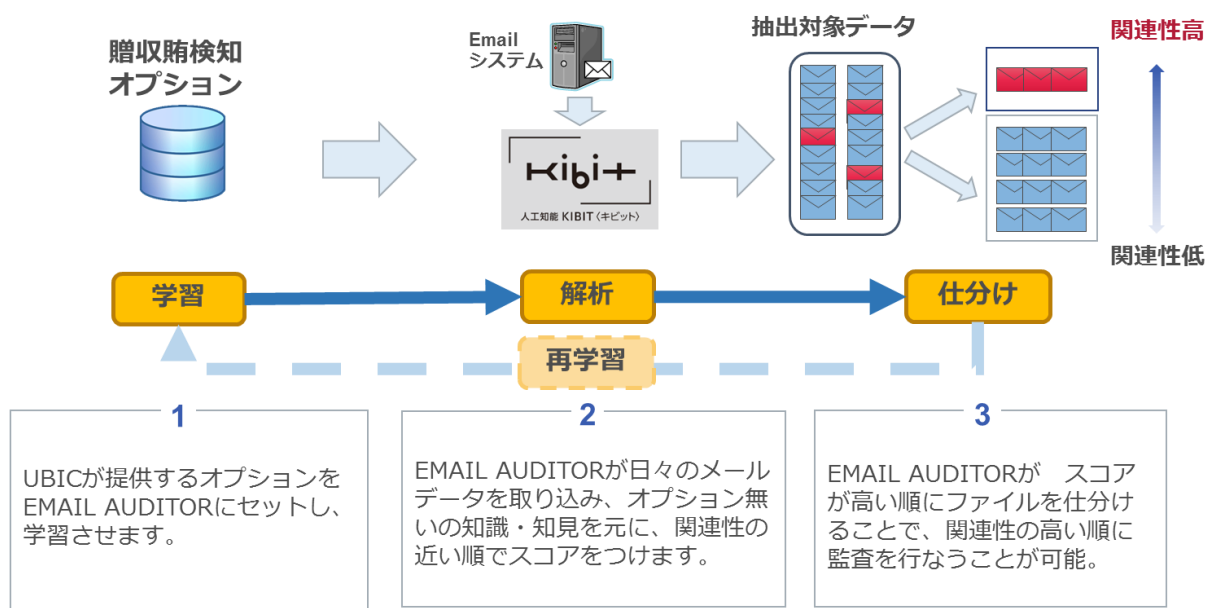 贈収賄検知
オプション
Email
システム
抽出対象データ
関連性高
Kibit
人工知能 KIBIT〈キビット〉
関連性低
学習
解析
仕分け
再学習
1
UBICが提供するオプションを
EMAIL AUDITORにセットし、
学習させます。
2
EMAIL AUDITORが日々のメール
データを取り込み、オプション無
いの知識・知見を元に、関連性の
近い順でスコアをつけます。
3
EMAIL AUDITORが　スコア
が高い順にファイルを仕分け
ることで、関連性の高い順に
監査を行なうことが可能。